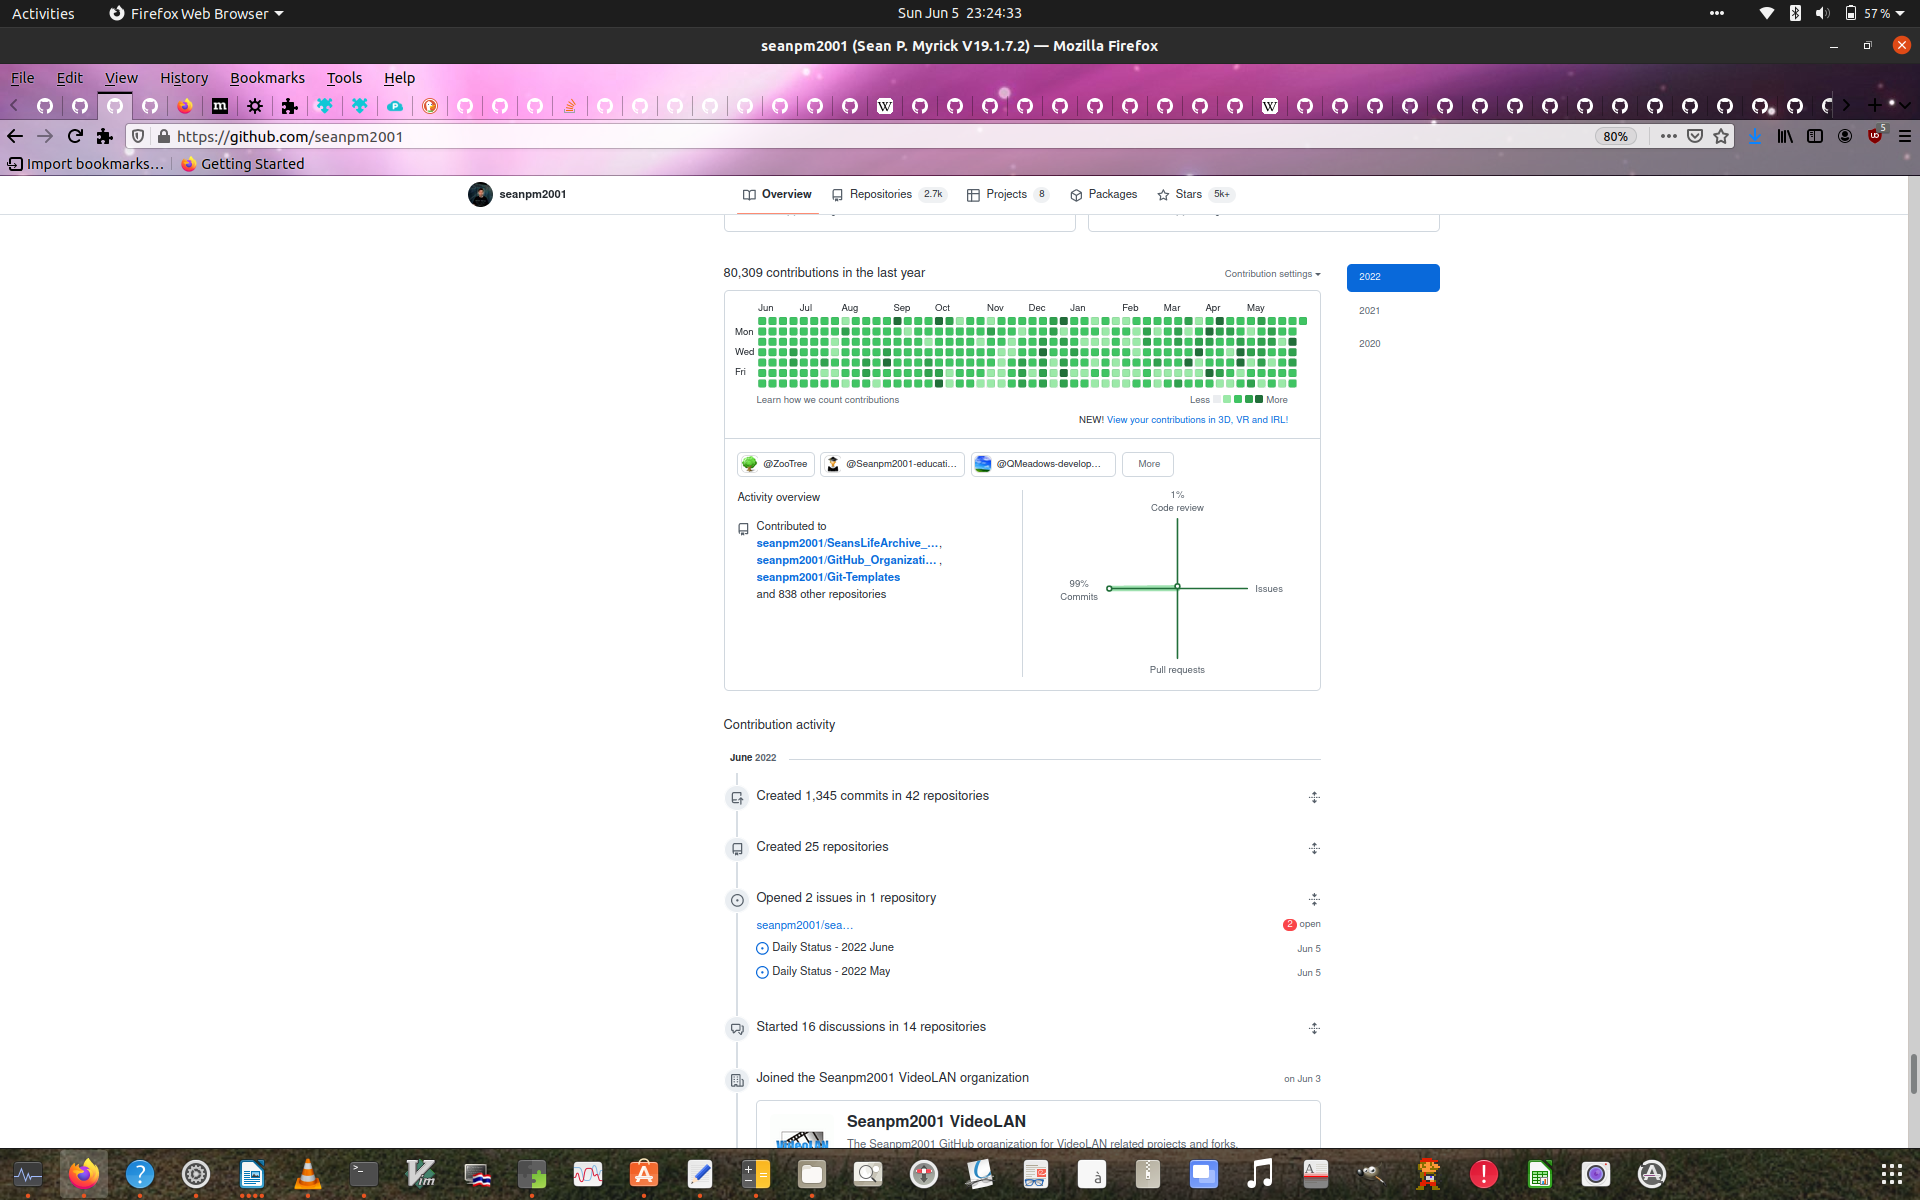 Activities
Firefox Web Browser
Sun Jun 5 23:24:33
57 %
seanpm2001 (Sean P. Myrick V19.1.7.2) — Mozilla Firefox
File Edit View History Bookmarks Tools Help
https://github.com/seanpm2001
80%
5
Import bookmarks…
Getting Started
seanpm2001
Overview
Repositories 2.7k
Projects 8
Packages
Stars 5k+
80,309 contributions in the last year
Contribution settings
2022
2021
2020
Jun Jul Aug Sep Oct Nov Dec Jan Feb Mar Apr May
Mon
Wed
Fri
Learn how we count contributions
Less More
NEW! View your contributions in 3D, VR and IRL!
@ZooTree
@Seanpm2001-educati…
@QMeadows-develop…
More
Activity overview
Contributed to
seanpm2001/SeansLifeArchive_…,
seanpm2001/GitHub_Organizati… ,
seanpm2001/Git-Templates
and 838 other repositories
1%
Code review
99%
Commits
Issues
Pull requests
Contribution activity
June 2022
Created 1,345 commits in 42 repositories
Created 25 repositories
Opened 2 issues in 1 repository
seanpm2001/sea…
2 open
Daily Status - 2022 June
Jun 5
Daily Status - 2022 May
Jun 5
Started 16 discussions in 14 repositories
Joined the Seanpm2001 VideoLAN organization
on Jun 3
Seanpm2001 VideoLAN
VideoLAN
The Seanpm2001 GitHub organization for VideoLAN related projects and forks.